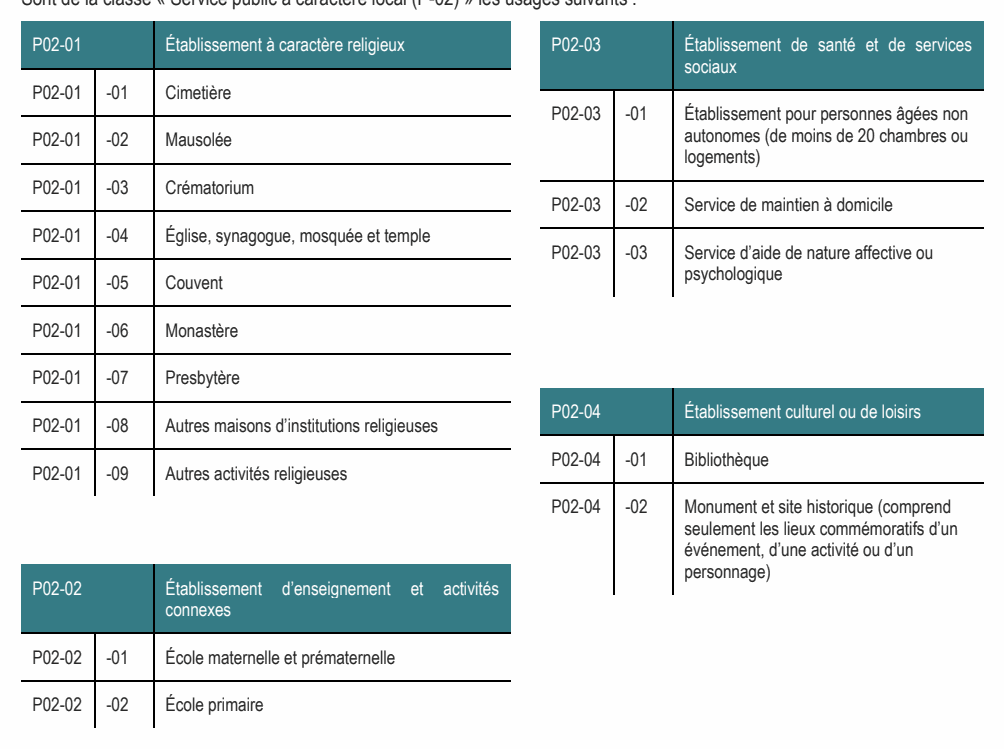 Sont de la classe « Service public à caractère local (P-02) » les usages suivants :
P02-01 Établissement à caractère religieux
P02-01 -01 Cimetière
P02-01 -02 Mausolée
P02-01 -03 Crématorium
P02-01 -04 Église, synagogue, mosquée et temple
P02-01 -05 Couvent
P02-01 -06 Monastère
P02-01 -07 Presbytère
P02-01 -08 Autres maisons d’institutions religieuses
P02-01 -09 Autres activités religieuses
P02-02 Établissement d’enseignement et activités
connexes
P02-02 -01 École maternelle et prématernelle
P02-02 -02 École primaire
P02-03 Établissement de santé et de services
sociaux
P02-03 -01 Établissement pour personnes âgées non
autonomes (de moins de 20 chambres ou
logements)
P02-03 -02 Service de maintien à domicile
P02-03 -03 Service d’aide de nature affective ou
psychologique
P02-04 Établissement culturel ou de loisirs
P02-04 -01 Bibliothèque
P02-04 -02 Monument et site historique (comprend
seulement les lieux commémoratifs d’un
événement, d’une activité ou d’un
personnage)